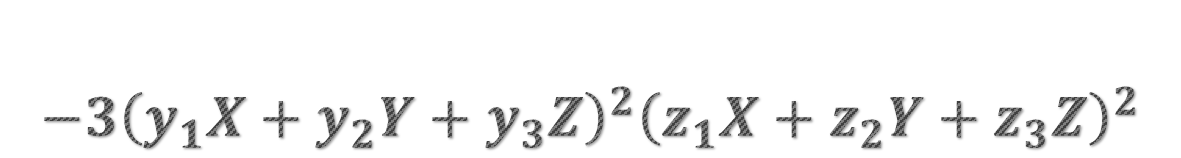 −3(y₁X + y₂Y + y₃Z)²(z₁X + z₂Y + z₃Z)²